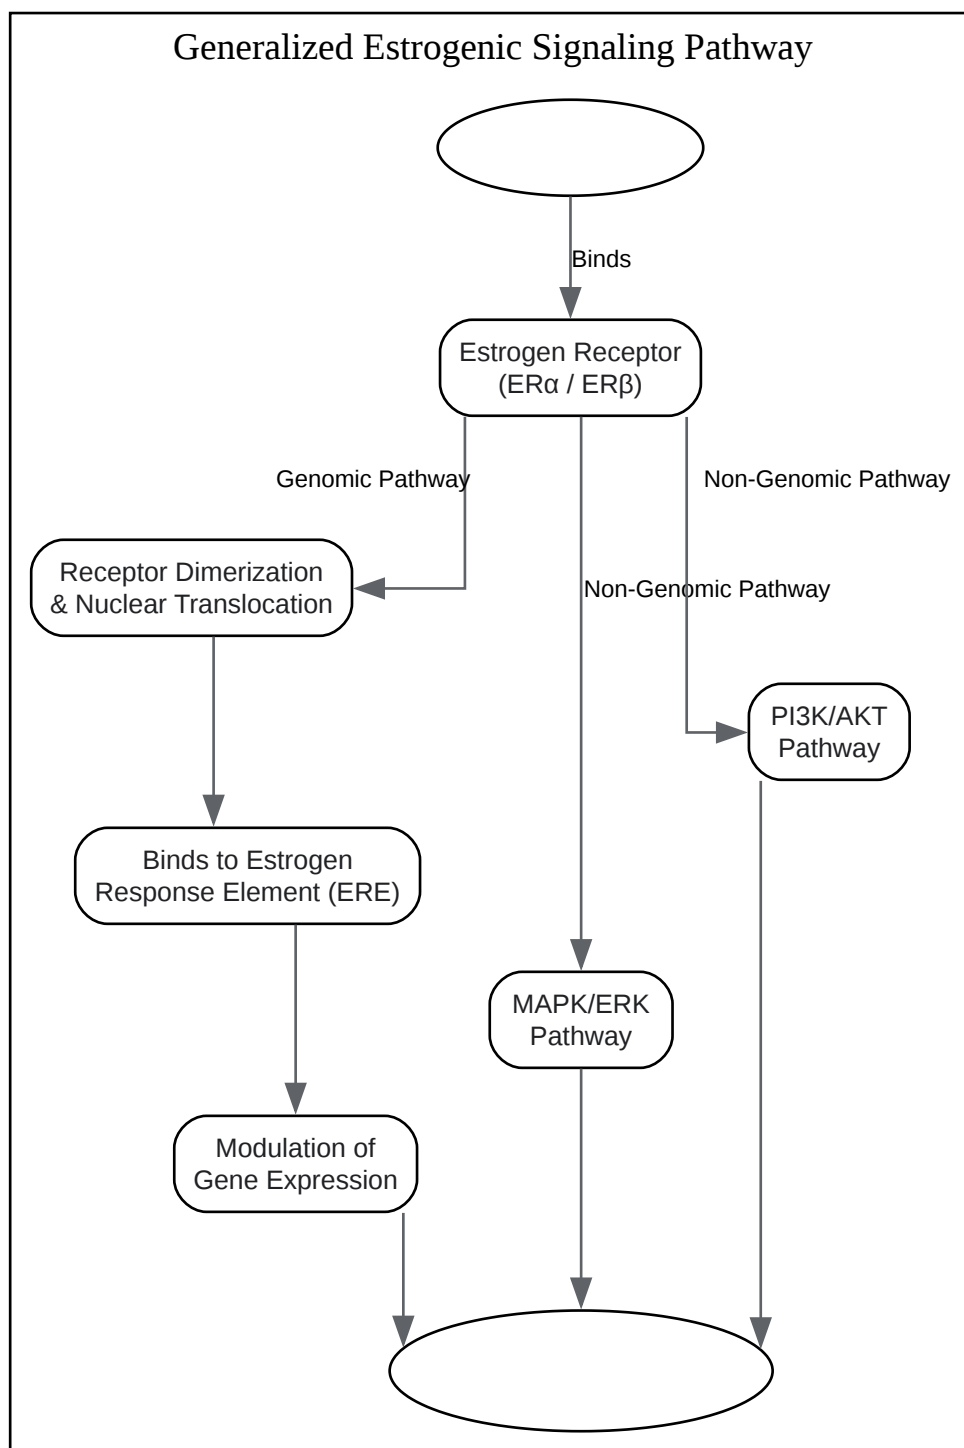 Generalized Estrogenic Signaling Pathway
Binds
Estrogen Receptor
(ERα / ERβ)
Genomic Pathway
Non-Genomic Pathway
Receptor Dimerization
& Nuclear Translocation
Non-Genomic Pathway
PI3K/AKT
Pathway
Binds to Estrogen
Response Element (ERE)
MAPK/ERK
Pathway
Modulation of
Gene Expression